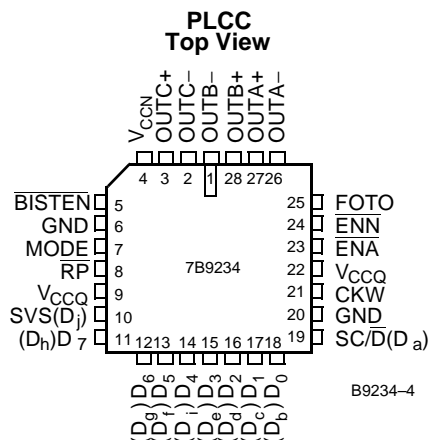 PLCC
Top View
VCCN
OUTC+
OUTC−
OUTB−
OUTB+
OUTA+
OUTA−
4 3 2 1 28 27 26
BISTEN 5
GND 6
MODE 7
RP 8
VCCQ 9
SVS(Dj) 10
(Dh)D7 11
7B9234
25 FOTO
24 ENN
23 ENA
22 VCCQ
21 CKW
20 GND
19 SC/D(Da)
12 13 14 15 16 17 18
(Dg)D6
(Df)D5
(Di)D4
(De)D3
(Dd)D2
(Dc)D1
(Db)D0
B9234–4